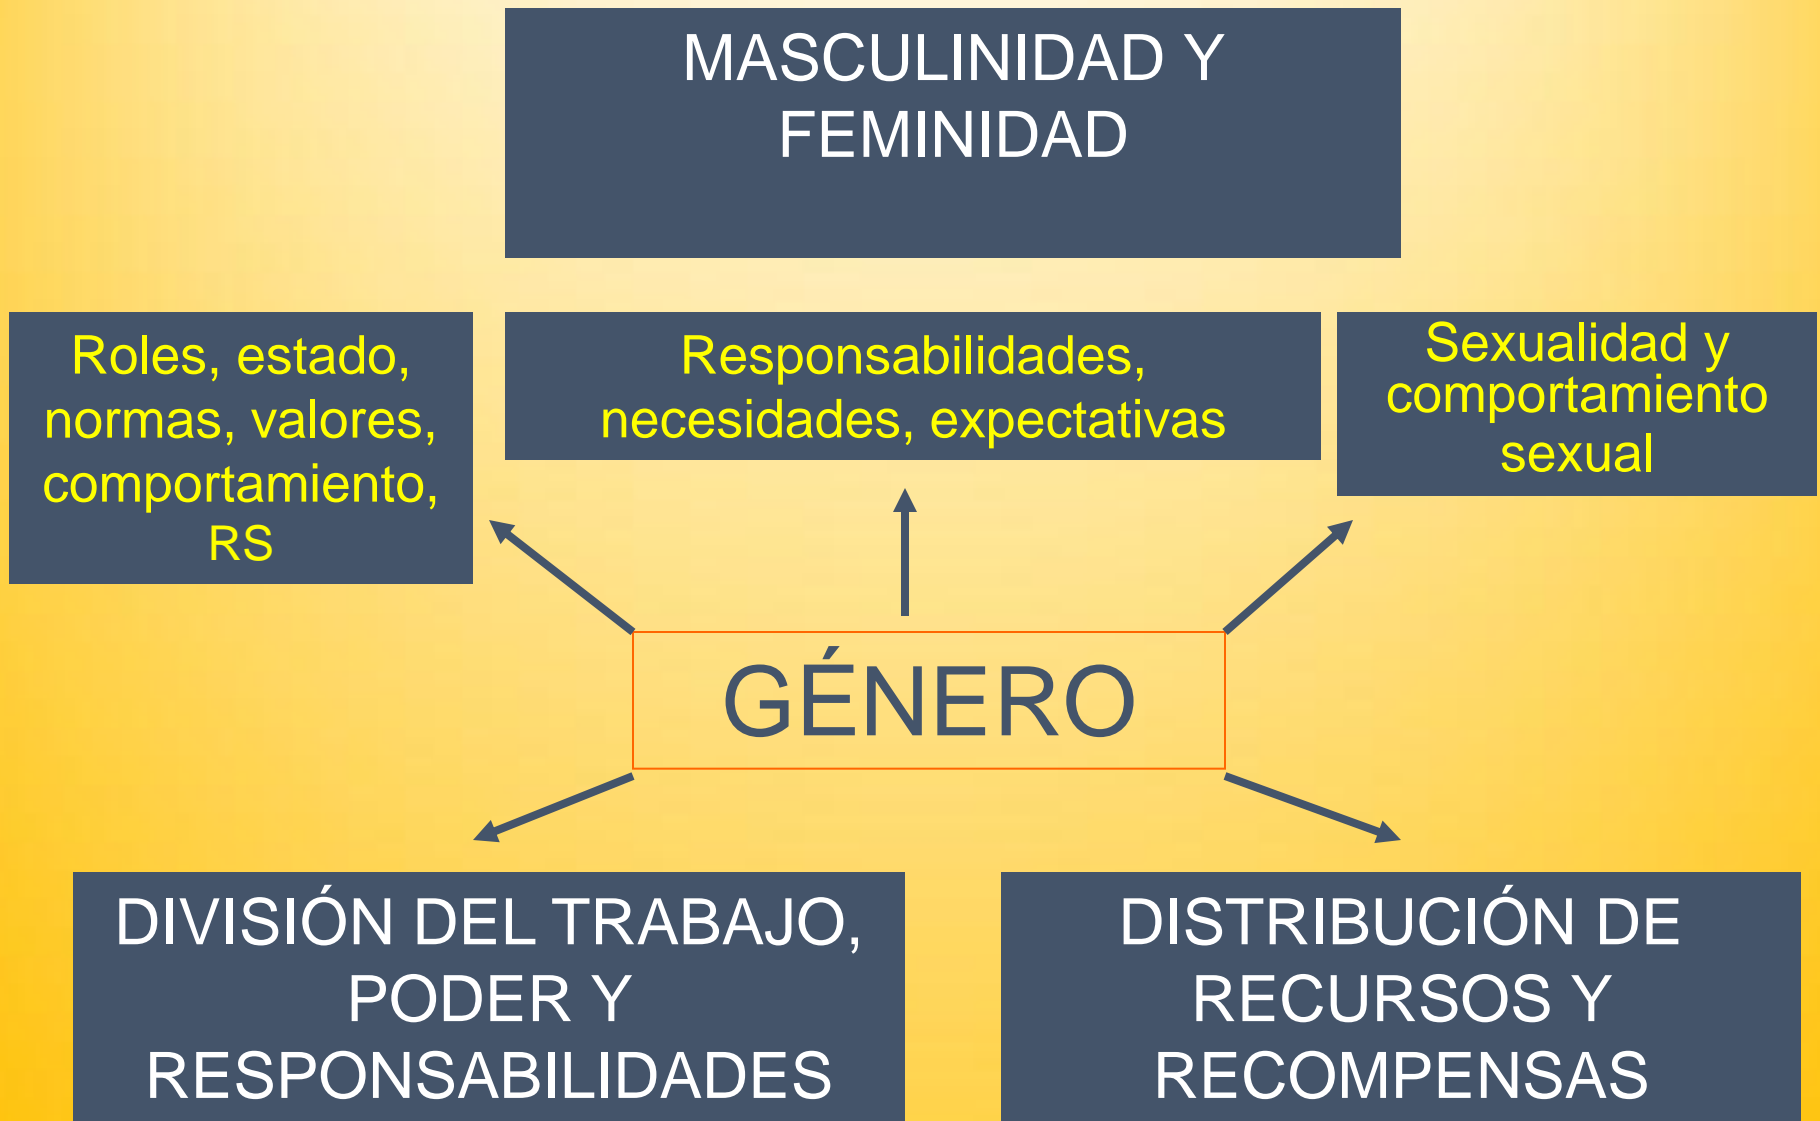 MASCULINIDAD Y
FEMINIDAD
Roles, estado,
normas, valores,
comportamiento,
RS
Responsabilidades,
necesidades, expectativas
Sexualidad y
comportamiento
sexual
GÉNERO
DIVISIÓN DEL TRABAJO,
PODER Y
RESPONSABILIDADES
DISTRIBUCIÓN DE
RECURSOS Y
RECOMPENSAS